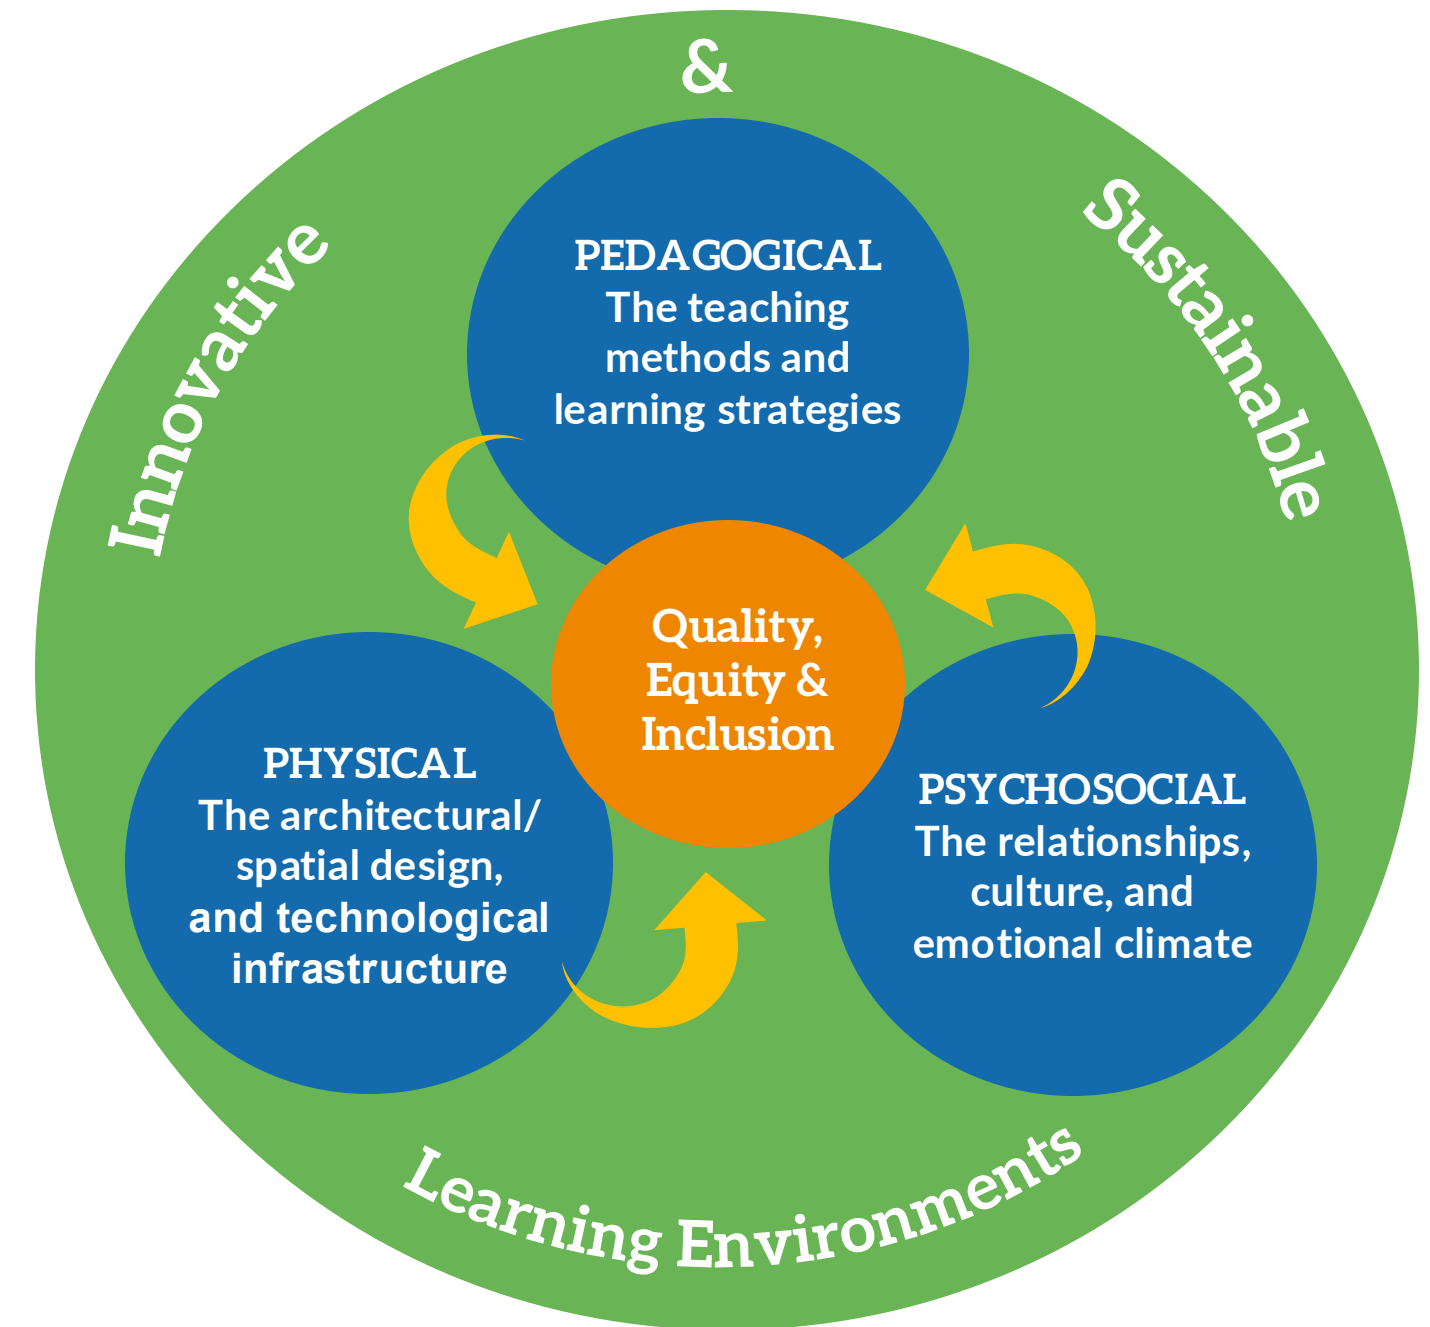 Innovative
&
Sustainable
PEDAGOGICAL
The teaching
methods and
learning strategies
Quality,
Equity &
Inclusion
PHYSICAL
The architectural/
spatial design,
and technological
infrastructure
PSYCHOSOCIAL
The relationships,
culture, and
emotional climate
Learning Environments